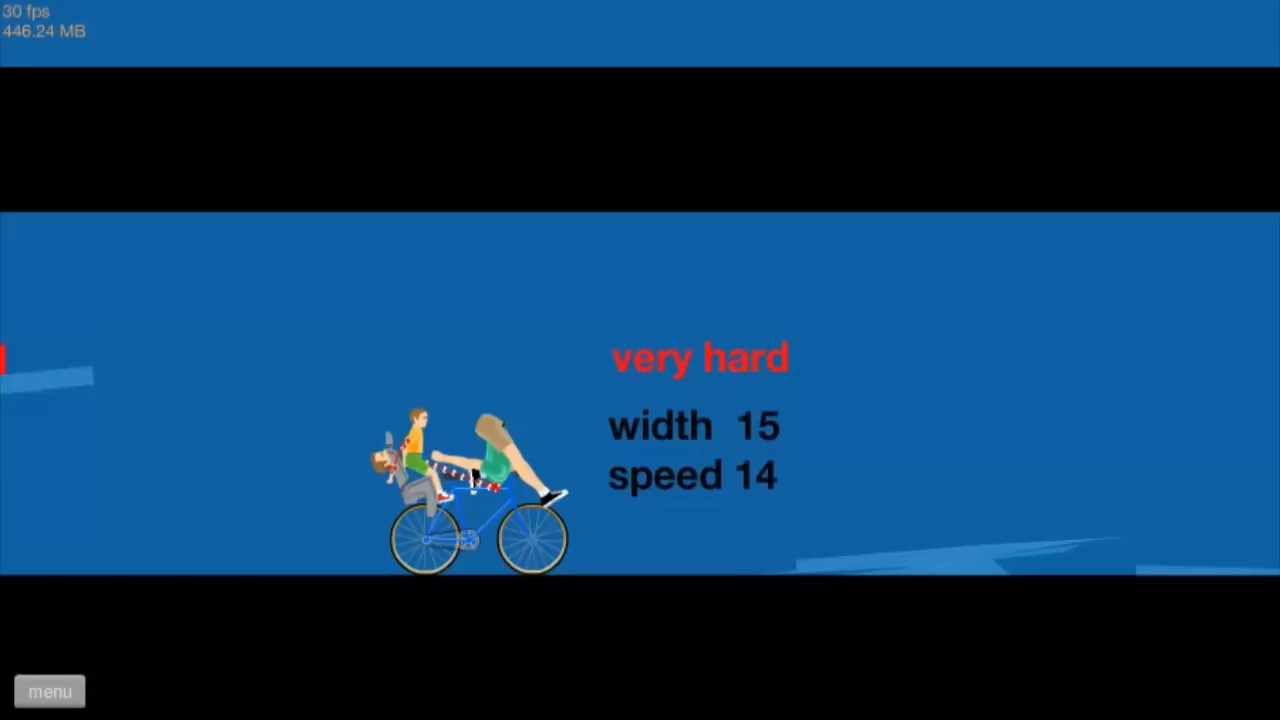 30 fps
446.24 MB
very hard
width 15
speed 14
menu